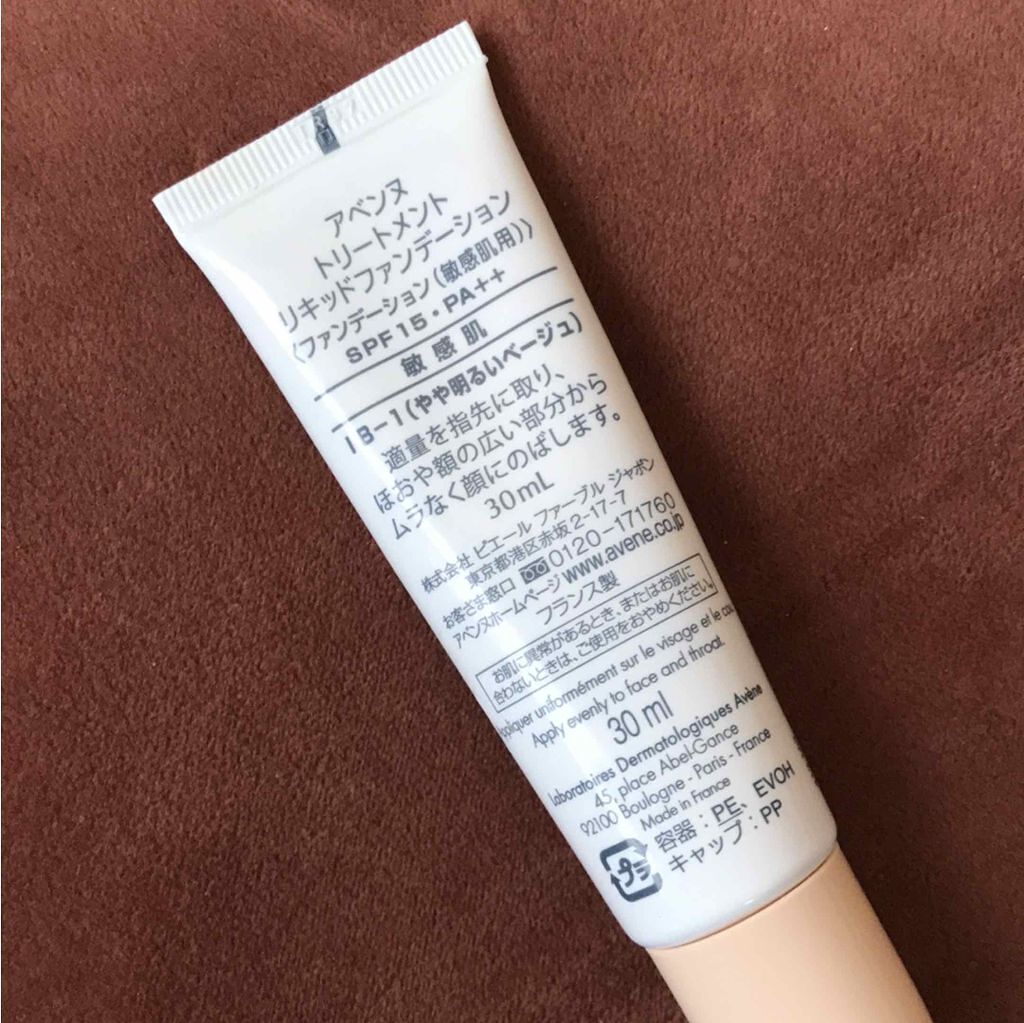 アベンヌ
トリートメント
リキッドファンデーション
〈ファンデーション(敏感肌用)〉
SPF15・PA++
敏感肌
1B-1(やや明るいベージュ)
適量を指先に取り、
ほおや額の広い部分から
ムラなく顔にのばします。
30mL
株式会社 ピエール ファーブル ジャポン
東京都港区赤坂2-17-7
お客さま窓口 0120-171760
アベンヌホームページ www.avene.co.jp
フランス製
お肌に異常があるとき、またはお肌に
合わないときは、ご使用をおやめください。
Appliquer uniformément sur le visage et le cou.
Apply evenly to face and throat.
30 ml
Laboratoires Dermatologiques Avène
45, place Abel-Gance
92100 Boulogne - Paris - France
Made in France
容器：PE、EVOH
キャップ：PP
プラ